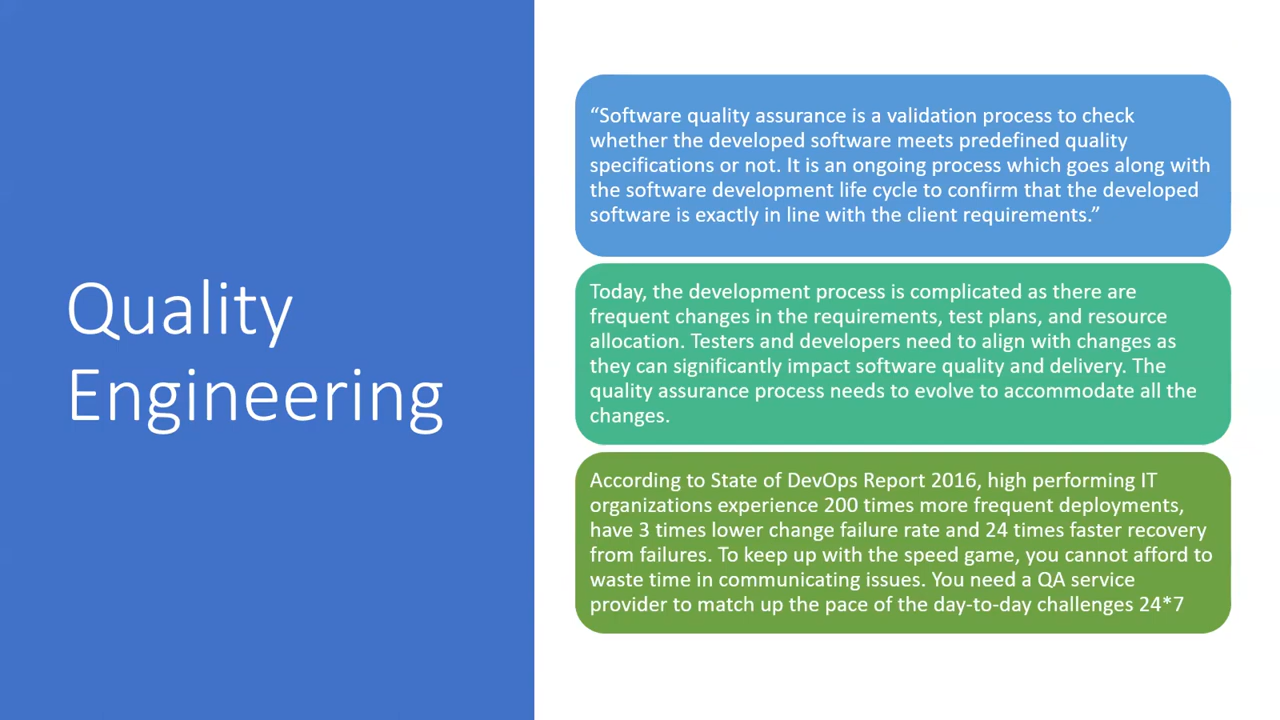 Quality
Engineering
“Software quality assurance is a validation process to check
whether the developed software meets predefined quality
specifications or not. It is an ongoing process which goes along with
the software development life cycle to confirm that the developed
software is exactly in line with the client requirements.”
Today, the development process is complicated as there are
frequent changes in the requirements, test plans, and resource
allocation. Testers and developers need to align with changes as
they can significantly impact software quality and delivery. The
quality assurance process needs to evolve to accommodate all the
changes.
According to State of DevOps Report 2016, high performing IT
organizations experience 200 times more frequent deployments,
have 3 times lower change failure rate and 24 times faster recovery
from failures. To keep up with the speed game, you cannot afford to
waste time in communicating issues. You need a QA service
provider to match up the pace of the day-to-day challenges 24*7